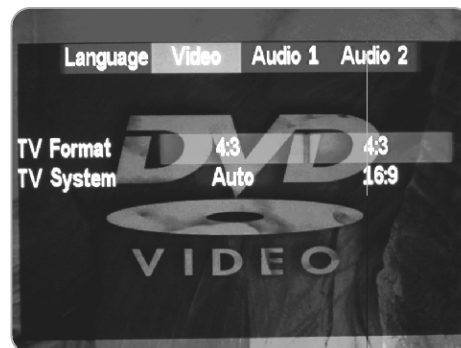 Language Video Audio 1 Audio 2
TV Format 4:3 4:3
TV System Auto 16:9
DVD
VIDEO